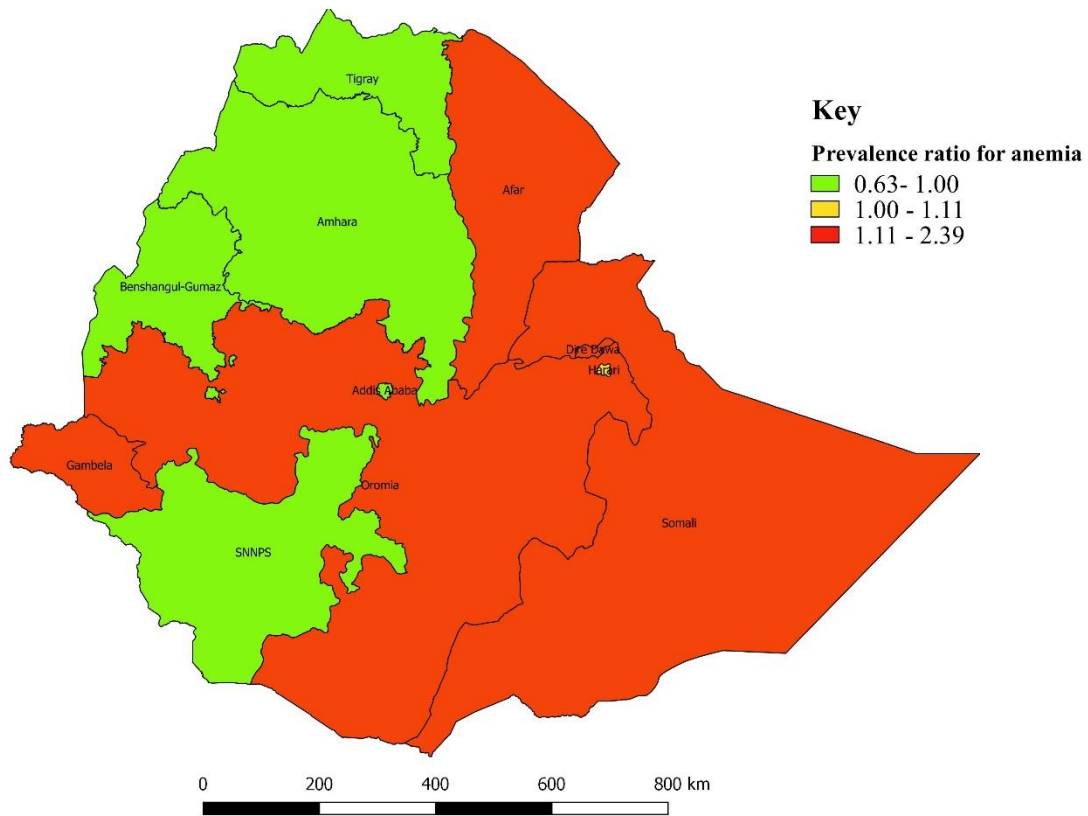 Tigray
Key
Prevalence ratio for anemia
0.63- 1.00
1.00 - 1.11
1.11 - 2.39
Afar
Amhara
Benshangul-Gumaz
Dire Dawa
Harari
Addis Ababa
Gambela
Oromia
Somali
SNNPS
0 200 400 600 800 km